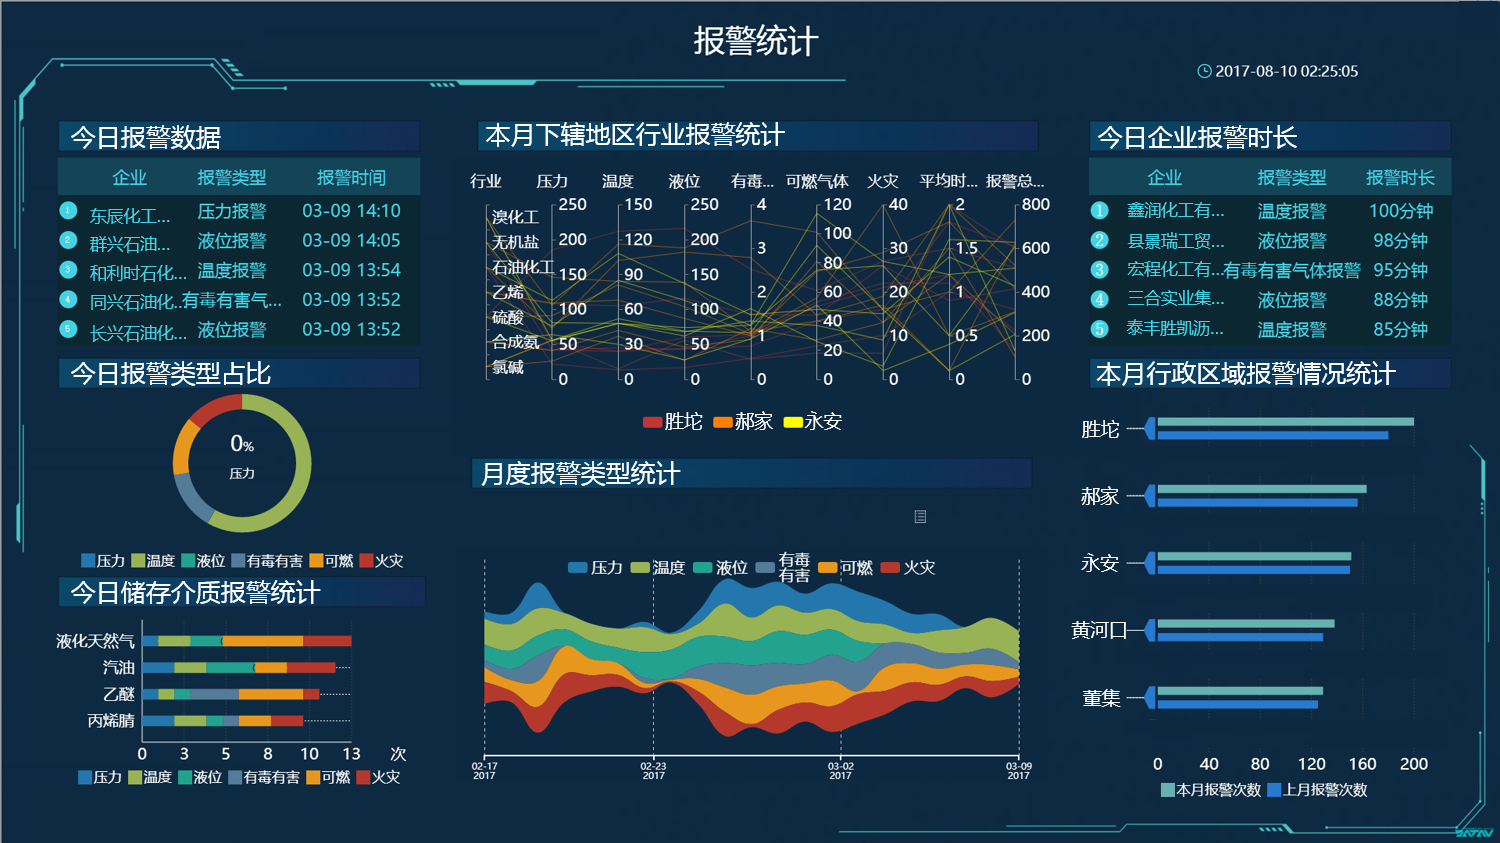 报警统计
2017-08-10 02:25:05
今日报警数据
企业 报警类型 报警时间
1 东辰化工... 压力报警 03-09 14:10
2 群兴石油... 液位报警 03-09 14:05
3 和利时石化... 温度报警 03-09 13:54
4 同兴石油化... 有毒有害气... 03-09 13:52
5 长兴石油化... 液位报警 03-09 13:52
今日报警类型占比
0%
压力
压力 温度 液位 有毒有害 可燃 火灾
今日储存介质报警统计
液化天然气
汽油
乙醚
丙烯腈
0 3 5 8 10 13 次
压力 温度 液位 有毒有害 可燃 火灾
本月下辖地区行业报警统计
行业 压力 温度 液位 有毒... 可燃气体 火灾 平均时... 报警总...
溴化工
无机盐
石油化工
乙烯
硫酸
合成氨
氯碱
250 200 150 100 50 0
150 120 90 60 30 0
250 200 150 100 50 0
4 3 2 1 0
120 100 80 60 40 20 0
40 30 20 10 0
2 1.5 1 0.5 0
800 600 400 200 0
胜坨 郝家 永安
月度报警类型统计
压力 温度 液位 有毒
有害 可燃 火灾
02-17
2017
02-23
2017
03-02
2017
03-09
2017
今日企业报警时长
企业 报警类型 报警时长
1 鑫润化工有... 温度报警 100分钟
2 县景瑞工贸... 液位报警 98分钟
3 宏程化工有... 有毒有害气体报警 95分钟
4 三合实业集... 液位报警 88分钟
5 泰丰胜凯沥... 温度报警 85分钟
本月行政区域报警情况统计
胜坨
郝家
永安
黄河口
董集
0 40 80 120 160 200
本月报警次数 上月报警次数
DATAV